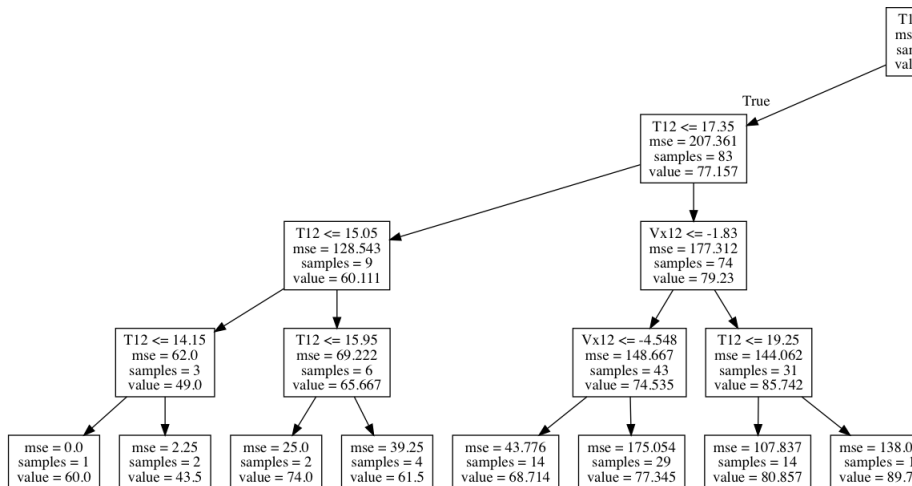 T1
ms
sar
val
True
T12 <= 17.35
mse = 207.361
samples = 83
value = 77.157
T12 <= 15.05
mse = 128.543
samples = 9
value = 60.111
Vx12 <= -1.83
mse = 177.312
samples = 74
value = 79.23
T12 <= 14.15
mse = 62.0
samples = 3
value = 49.0
T12 <= 15.95
mse = 69.222
samples = 6
value = 65.667
Vx12 <= -4.548
mse = 148.667
samples = 43
value = 74.535
T12 <= 19.25
mse = 144.062
samples = 31
value = 85.742
mse = 0.0
samples = 1
value = 60.0
mse = 2.25
samples = 2
value = 43.5
mse = 25.0
samples = 2
value = 74.0
mse = 39.25
samples = 4
value = 61.5
mse = 43.776
samples = 14
value = 68.714
mse = 175.054
samples = 29
value = 77.345
mse = 107.837
samples = 14
value = 80.857
mse = 138.0
samples = 1
value = 89.7